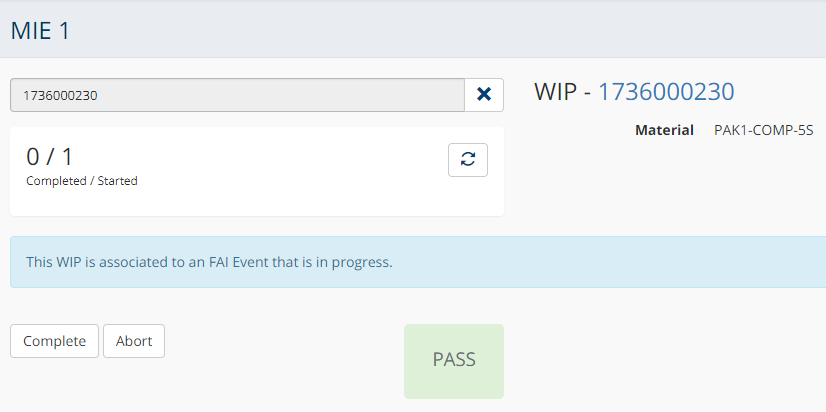 MIE 1
1736000230
WIP - 1736000230
Material PAK1-COMP-5S
0 / 1
Completed / Started
This WIP is associated to an FAI Event that is in progress.
Complete Abort
PASS